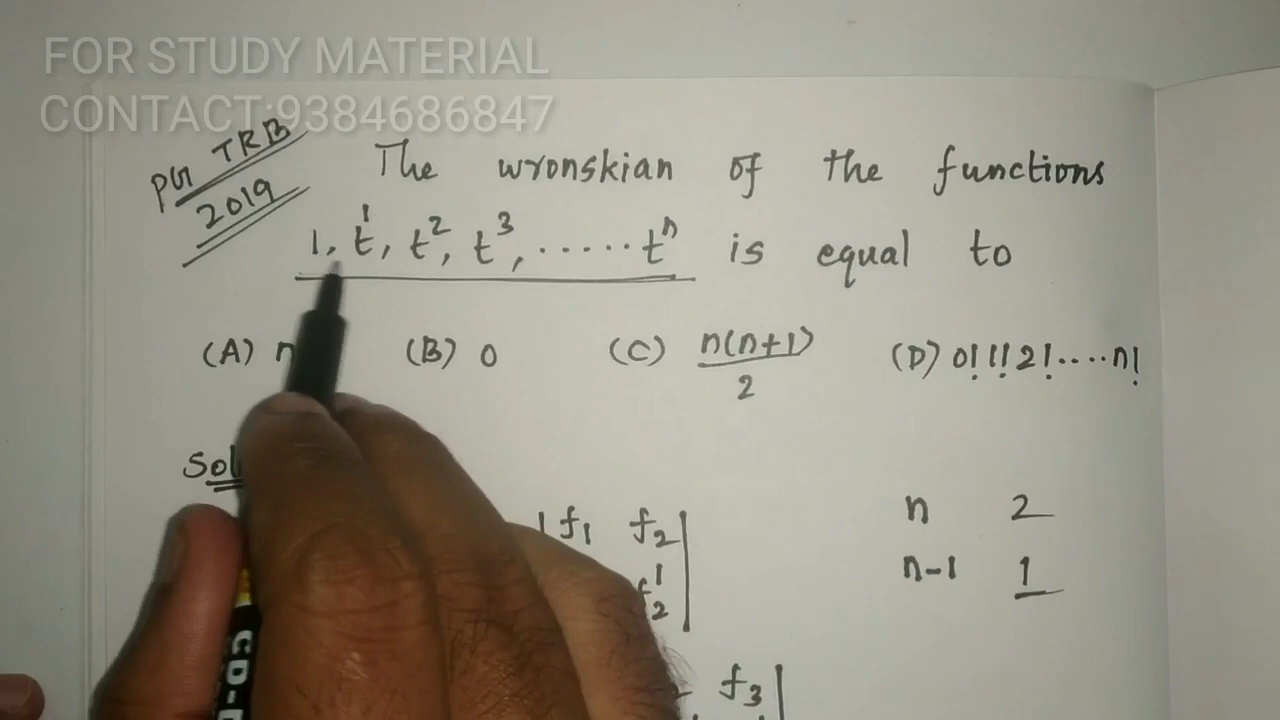 FOR STUDY MATERIAL
CONTACT:9384686847
PG TRB
2019
The wronskian of the functions
1, t¹, t², t³, ..... tⁿ is equal to
(A) n (B) 0 (C) n(n+1)/2 (D) 0! 1! 2! .... n!
Sol
f₁ f₂
n 2
n-1 1
f₃